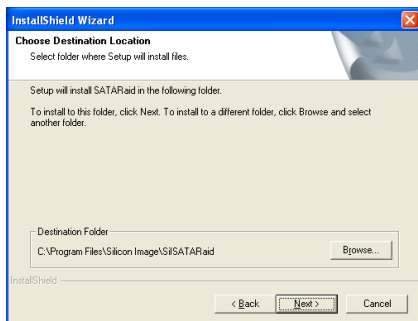 InstallShield Wizard
Choose Destination Location
Select folder where Setup will install files.
Setup will install SATARaid in the following folder.
To install to this folder, click Next. To install to a different folder, click Browse and select
another folder.
Destination Folder
C:\Program Files\Silicon Image\SilSATARaid
Browse...
InstallShield
< Back
Next >
Cancel